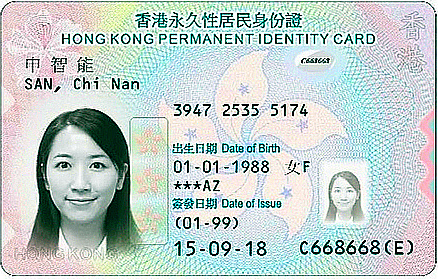 香港永久性居民身份證
HONG KONG PERMANENT IDENTITY CARD
C668668
香港
申智能
SAN, Chi Nan
3947 2535 5174
出生日期 Date of Birth
01-01-1988 女F
***AZ
簽發日期 Date of Issue
(01-99)
15-09-18
C668668(E)
HONG KONG